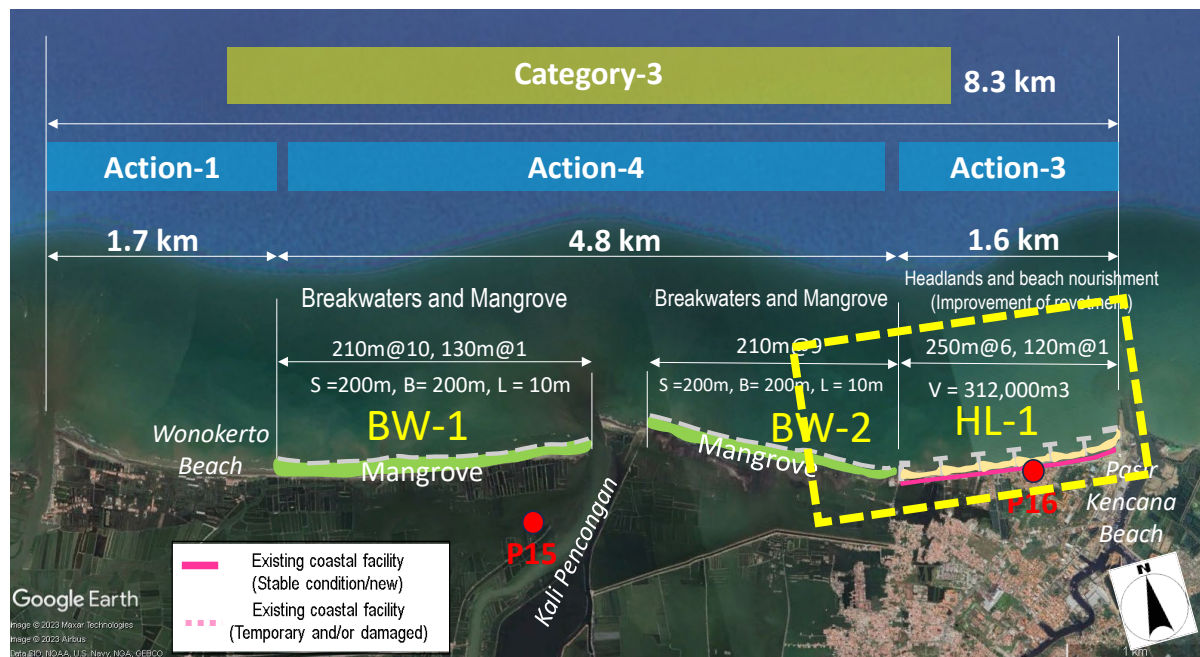 Category-3
8.3 km
Action-1
Action-4
Action-3
1.7 km
4.8 km
1.6 km
Breakwaters and Mangrove
Breakwaters and Mangrove
Headlands and beach nourishment
(Improvement of revetment)
210m@10, 130m@1
210m@9
250m@6, 120m@1
S =200m, B= 200m, L = 10m
S =200m, B= 200m, L = 10m
V = 312,000m3
BW-1
BW-2
HL-1
Wonokerto
Beach
Mangrove
Mangrove
Pasir
Kencana
Beach
P15
P16
Kali Pencongan
Existing coastal facility
(Stable condition/new)
Existing coastal facility
(Temporary and/or damaged)
N
Google Earth
Image © 2023 Maxar Technologies
Image © 2023 Airbus
Data SIO, NOAA, U.S. Navy, NGA, GEBCO
1 km